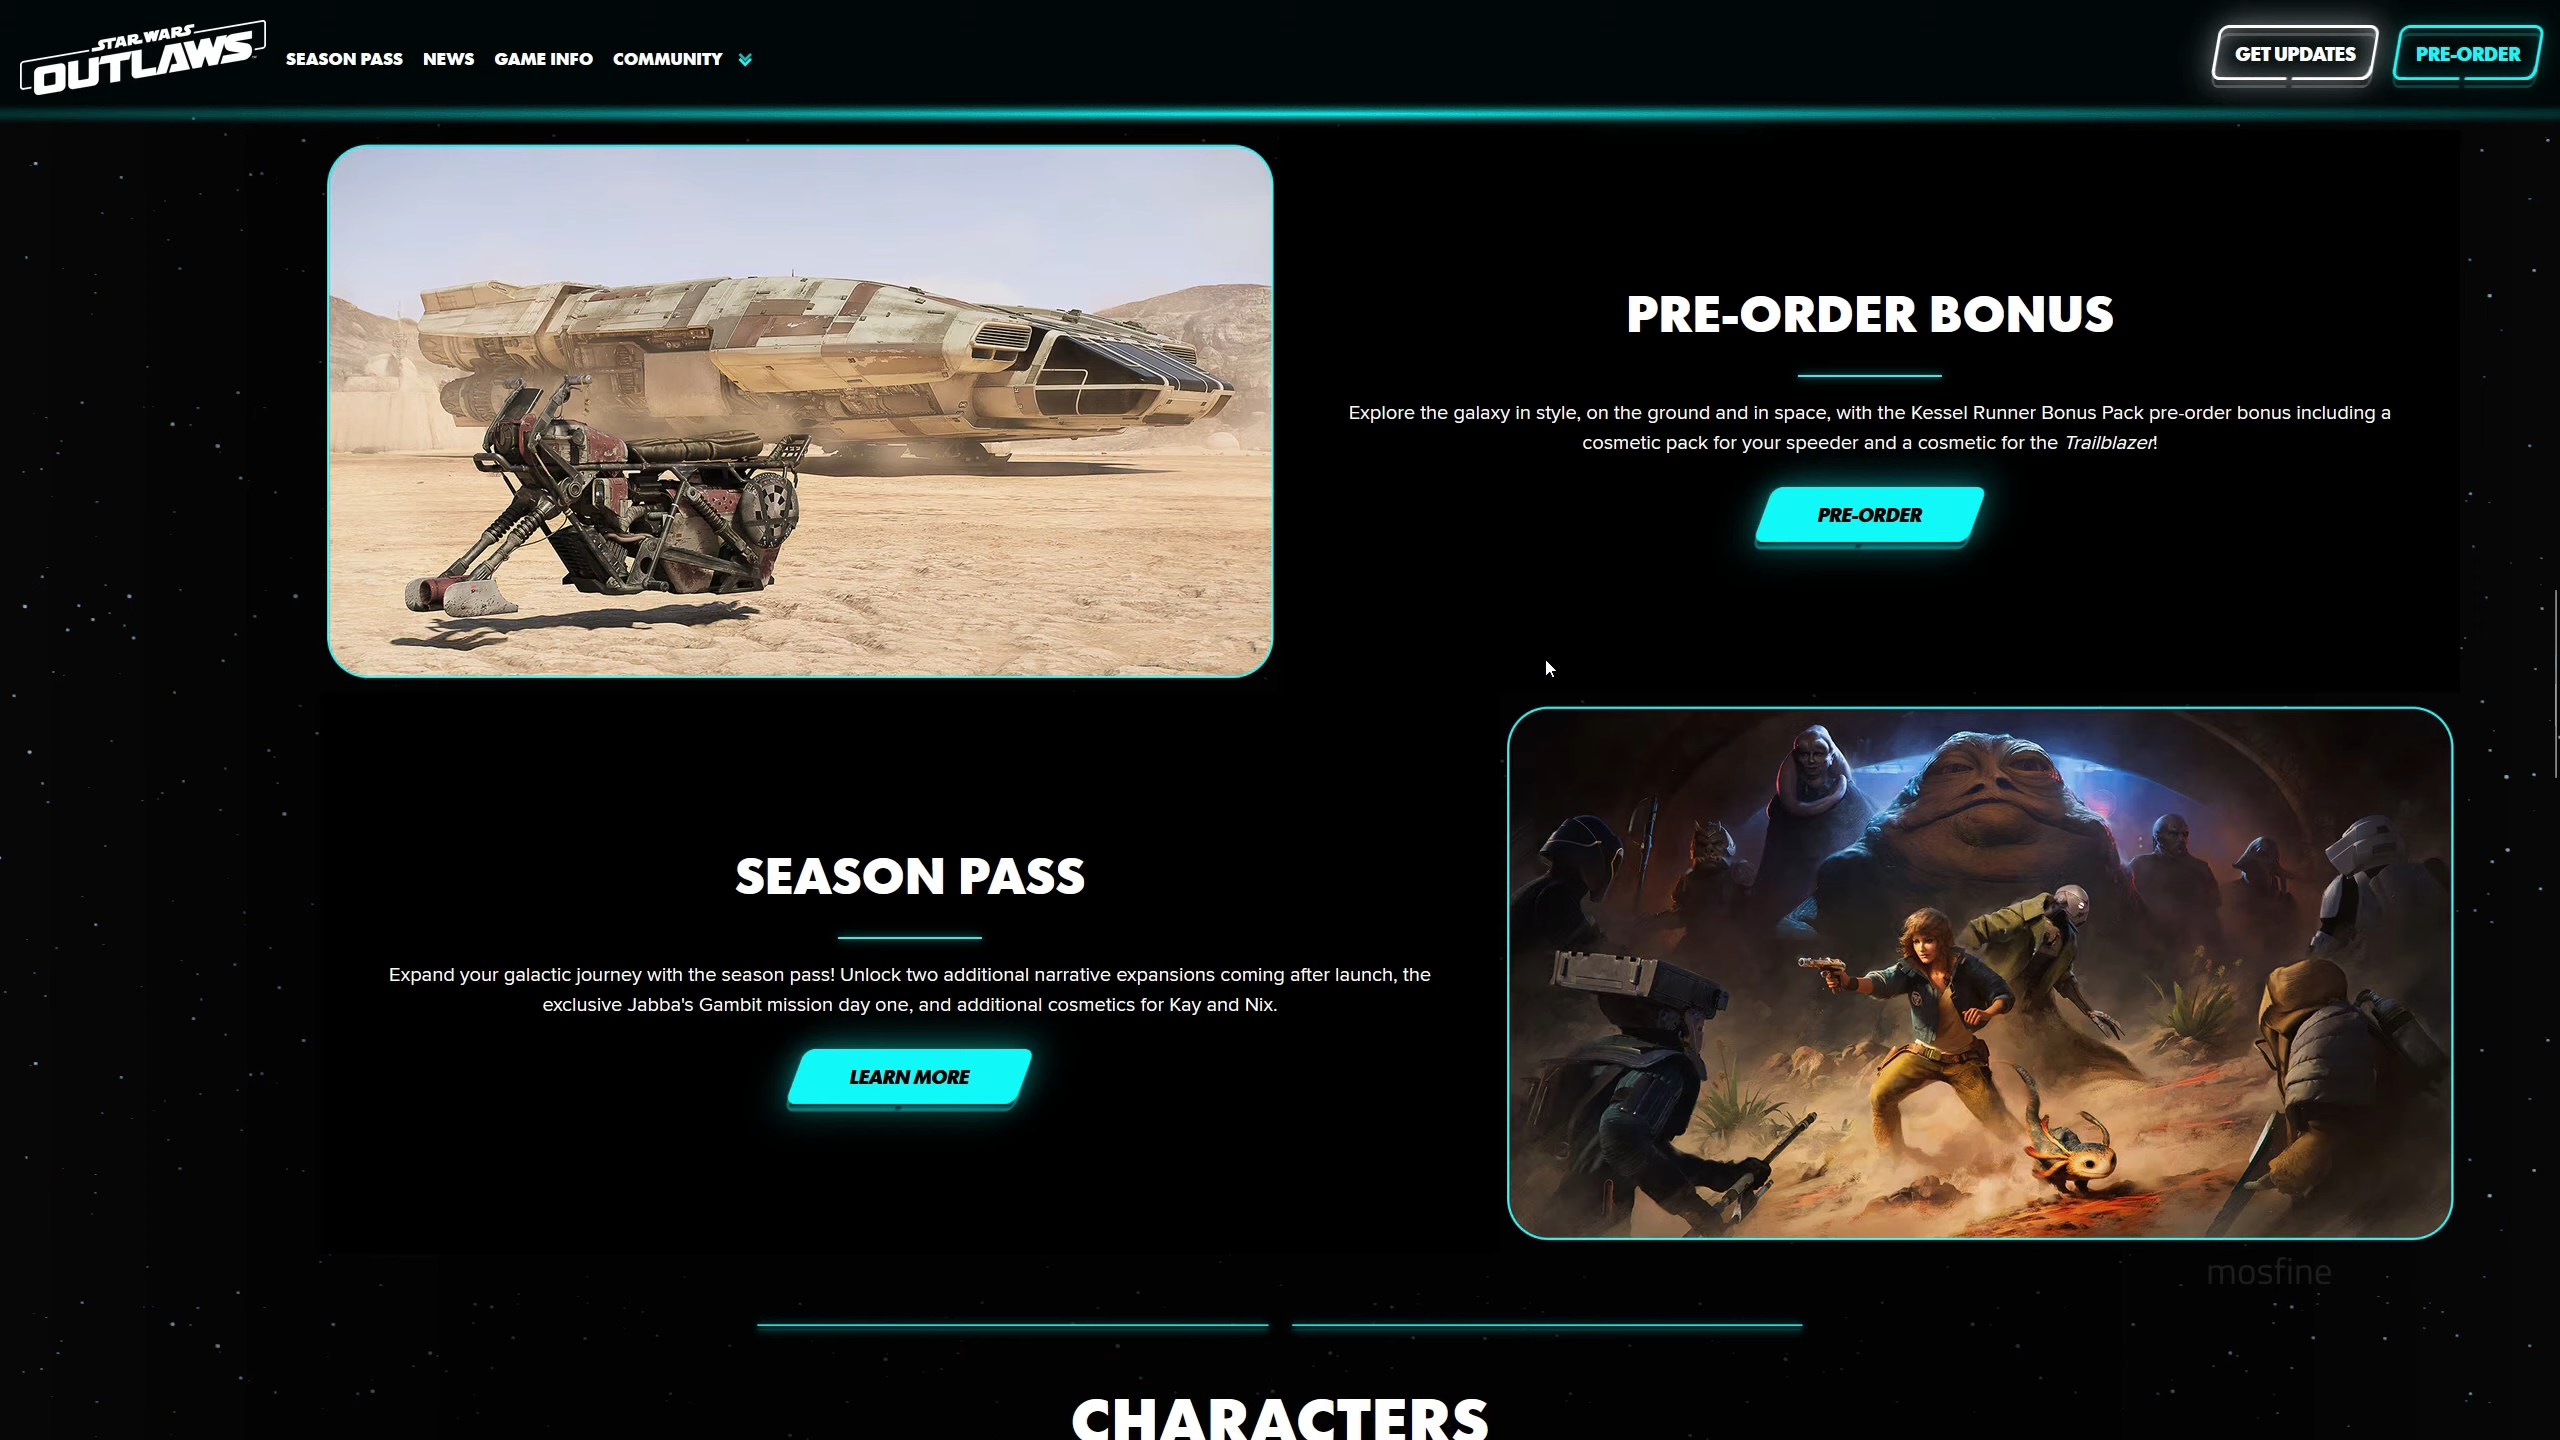 STAR WARS
OUTLAWS
SEASON PASS NEWS GAME INFO COMMUNITY
GET UPDATES
PRE-ORDER
PRE-ORDER BONUS
Explore the galaxy in style, on the ground and in space, with the Kessel Runner Bonus Pack pre-order bonus including a
cosmetic pack for your speeder and a cosmetic for the Trailblazer!
PRE-ORDER
SEASON PASS
Expand your galactic journey with the season pass! Unlock two additional narrative expansions coming after launch, the
exclusive Jabba's Gambit mission day one, and additional cosmetics for Kay and Nix.
LEARN MORE
mosfine
CHARACTERS